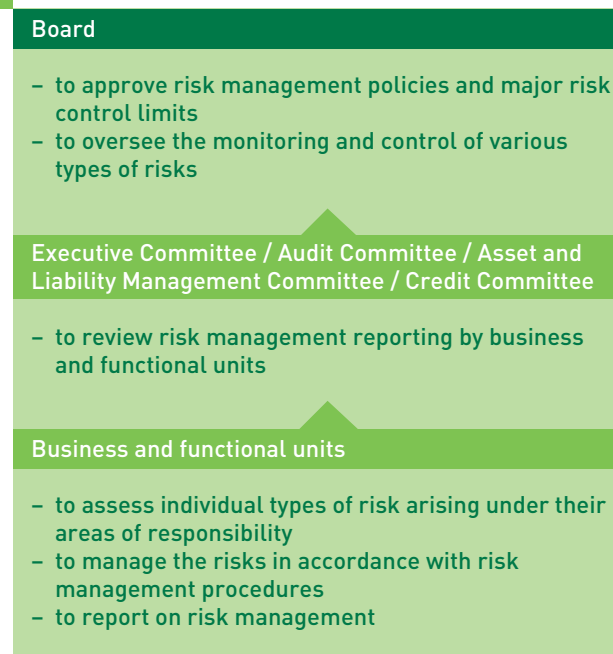 Board
– to approve risk management policies and major risk
control limits
– to oversee the monitoring and control of various
types of risks
Executive Committee / Audit Committee / Asset and
Liability Management Committee / Credit Committee
– to review risk management reporting by business
and functional units
Business and functional units
– to assess individual types of risk arising under their
areas of responsibility
– to manage the risks in accordance with risk
management procedures
– to report on risk management